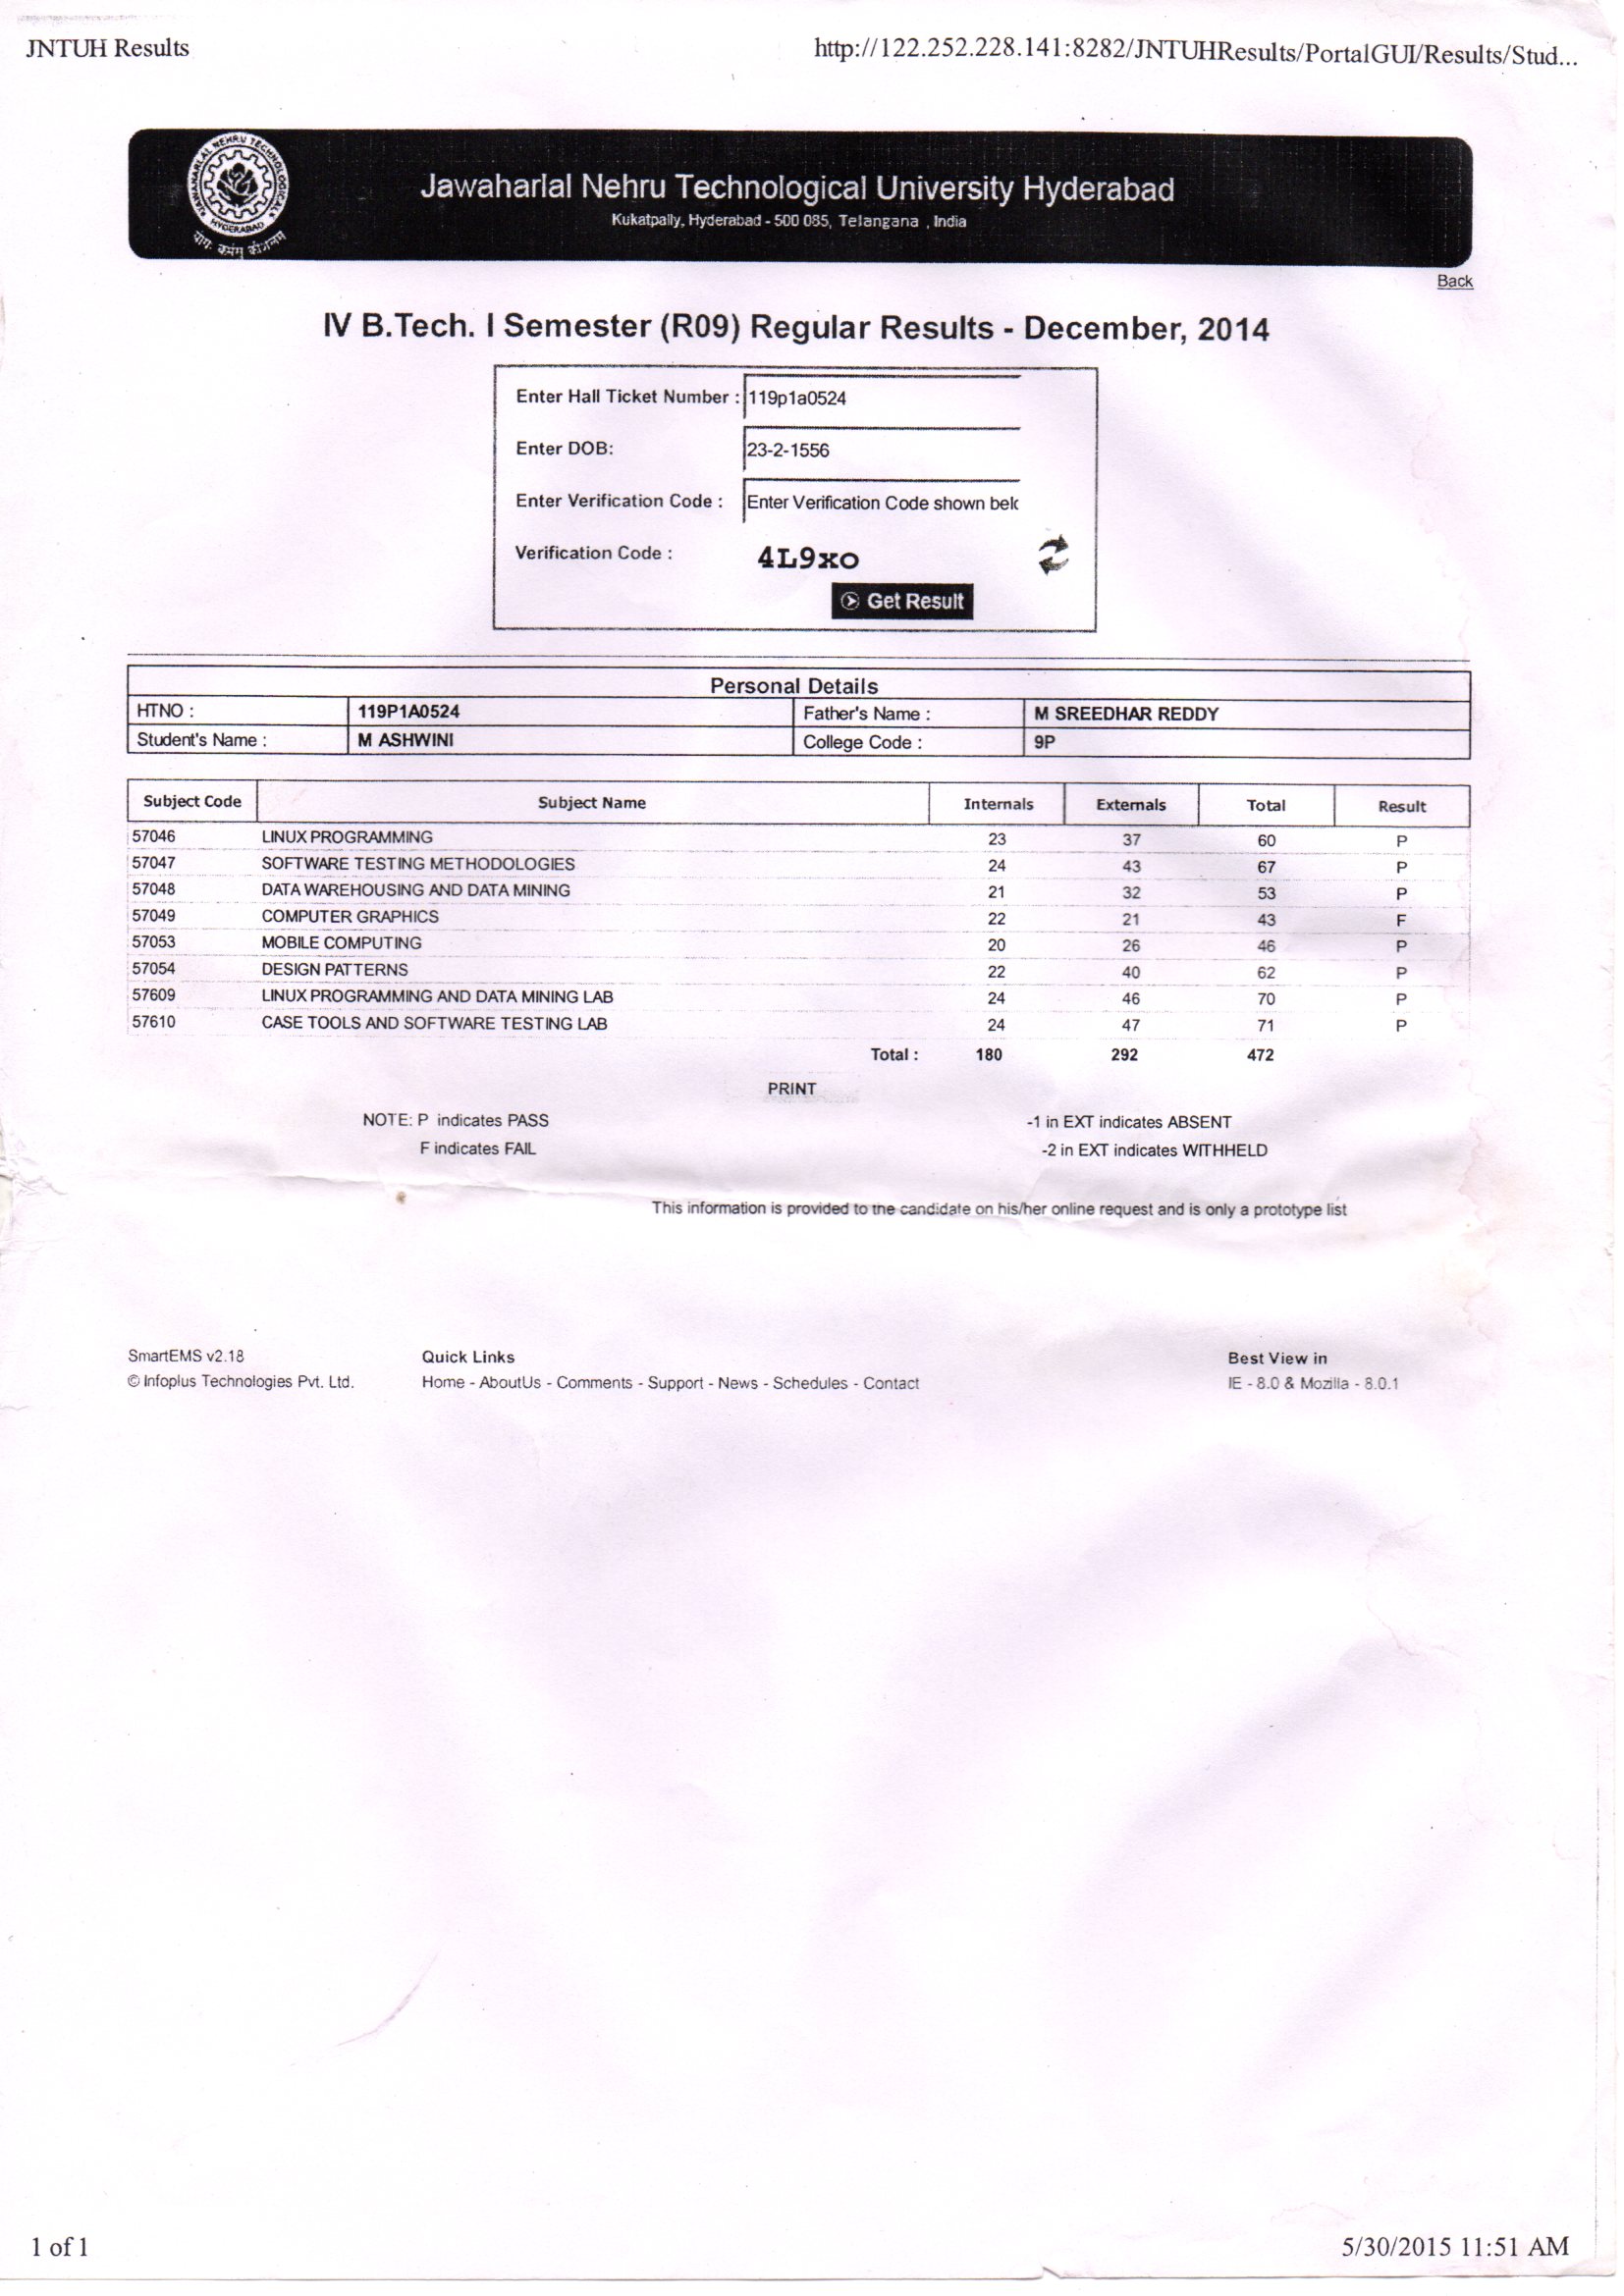 JNTUH Results http://122.252.228.141:8282/JNTUHResults/PortalGUI/Results/Stud...
JAWAHARLAL NEHRU TECHNOLOGICAL
HYDERABAD
Jawaharlal Nehru Technological University Hyderabad
Kukatpally, Hyderabad - 500 085, Telangana , India
Back
IV B.Tech. I Semester (R09) Regular Results - December, 2014
Enter Hall Ticket Number : 119p1a0524
Enter DOB: 23-2-1556
Enter Verification Code : Enter Verification Code shown belo
Verification Code : 4L9xo
Get Result
Personal Details
HTNO : 119P1A0524 Father's Name : M SREEDHAR REDDY
Student's Name : M ASHWINI College Code : 9P
Subject Code Subject Name Internals Externals Total Result
57046 LINUX PROGRAMMING 23 37 60 P
57047 SOFTWARE TESTING METHODOLOGIES 24 43 67 P
57048 DATA WAREHOUSING AND DATA MINING 21 32 53 P
57049 COMPUTER GRAPHICS 22 21 43 F
57053 MOBILE COMPUTING 20 26 46 P
57054 DESIGN PATTERNS 22 40 62 P
57609 LINUX PROGRAMMING AND DATA MINING LAB 24 46 70 P
57610 CASE TOOLS AND SOFTWARE TESTING LAB 24 47 71 P
Total : 180 292 472
PRINT
NOTE: P indicates PASS -1 in EXT indicates ABSENT
F indicates FAIL -2 in EXT indicates WITHHELD
This information is provided to the candidate on his/her online request and is only a prototype list
SmartEMS v2.18 Quick Links Best View in
© Infoplus Technologies Pvt. Ltd. Home - AboutUs - Comments - Support - News - Schedules - Contact IE - 8.0 & Mozilla - 8.0.1
1 of 1 5/30/2015 11:51 AM